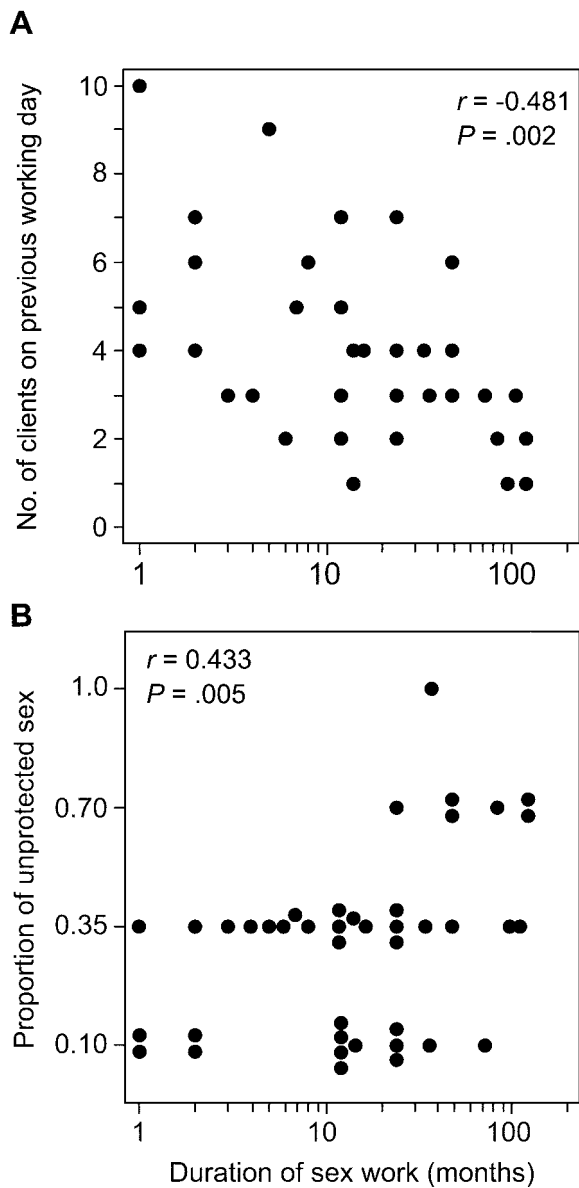 A
No. of clients on previous working day
10
8
6
4
2
0
r = -0.481
P = .002
1
10
100
B
Proportion of unprotected sex
1.0
0.70
0.35
0.10
r = 0.433
P = .005
1
10
100
Duration of sex work (months)